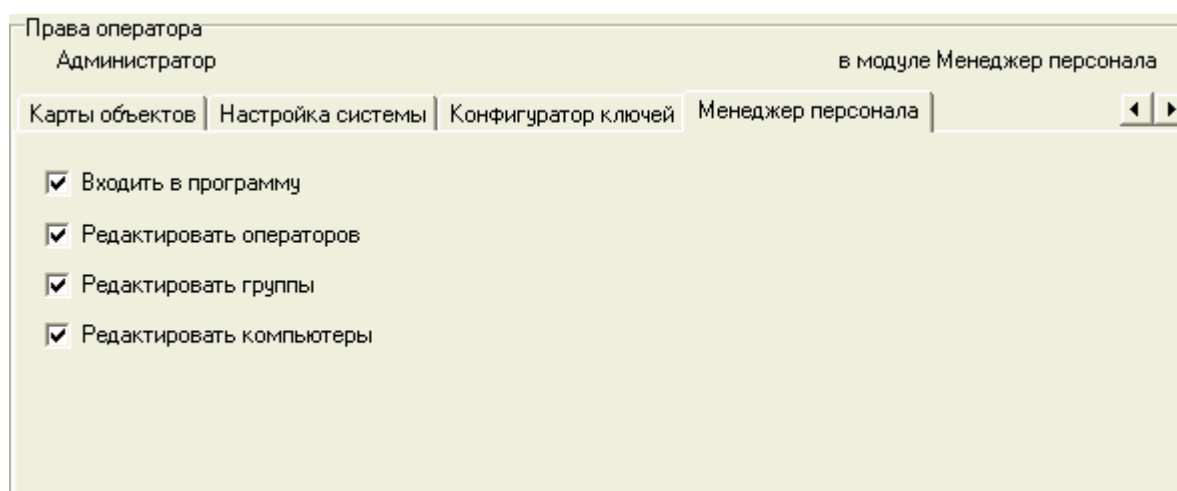 Права оператора
Администратор в модуле Менеджер персонала
Карты объектов Настройка системы Конфигуратор ключей Менеджер персонала
Входить в программу
Редактировать операторов
Редактировать группы
Редактировать компьютеры